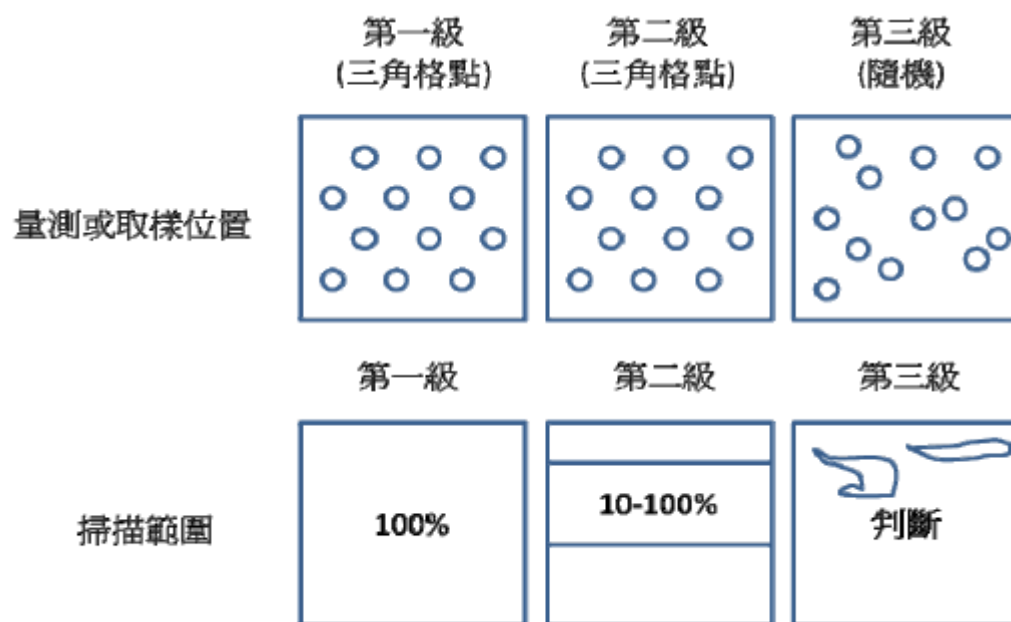 第一級
(三角格點)
第二級
(三角格點)
第三級
(隨機)
量測或取樣位置
第一級
第二級
第三級
掃描範圍
100%
10-100%
判斷